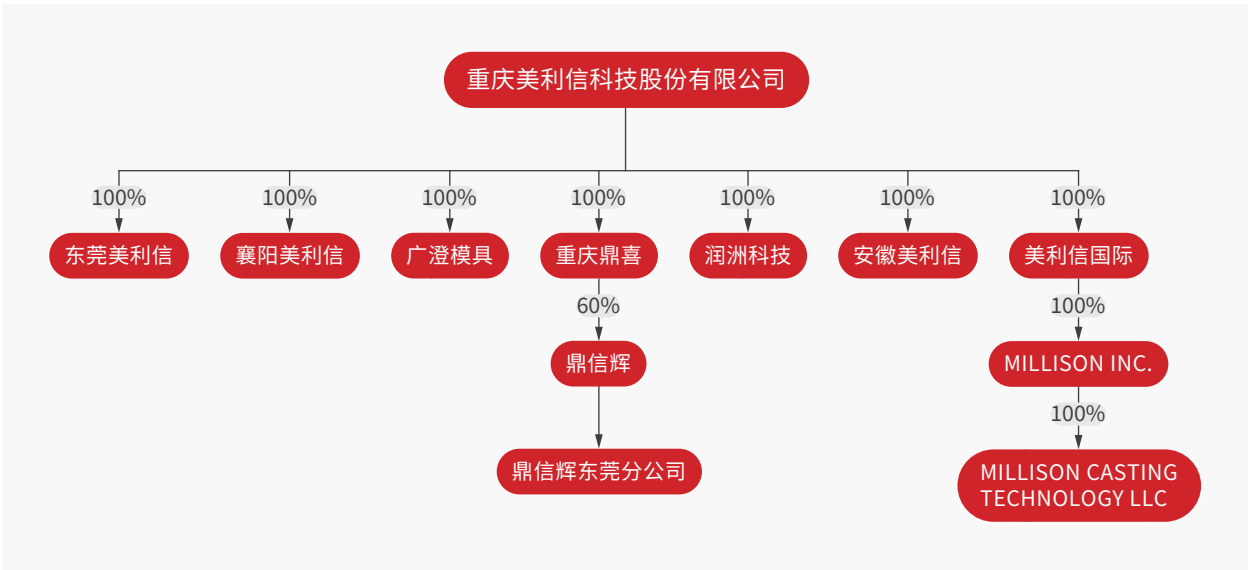 重庆美利信科技股份有限公司
100% 100% 100% 100% 100% 100% 100%
东莞美利信 襄阳美利信 广澄模具 重庆鼎喜 润洲科技 安徽美利信 美利信国际
60% 100%
鼎信辉 MILLISON INC.
100%
鼎信辉东莞分公司
MILLISON CASTING
TECHNOLOGY LLC